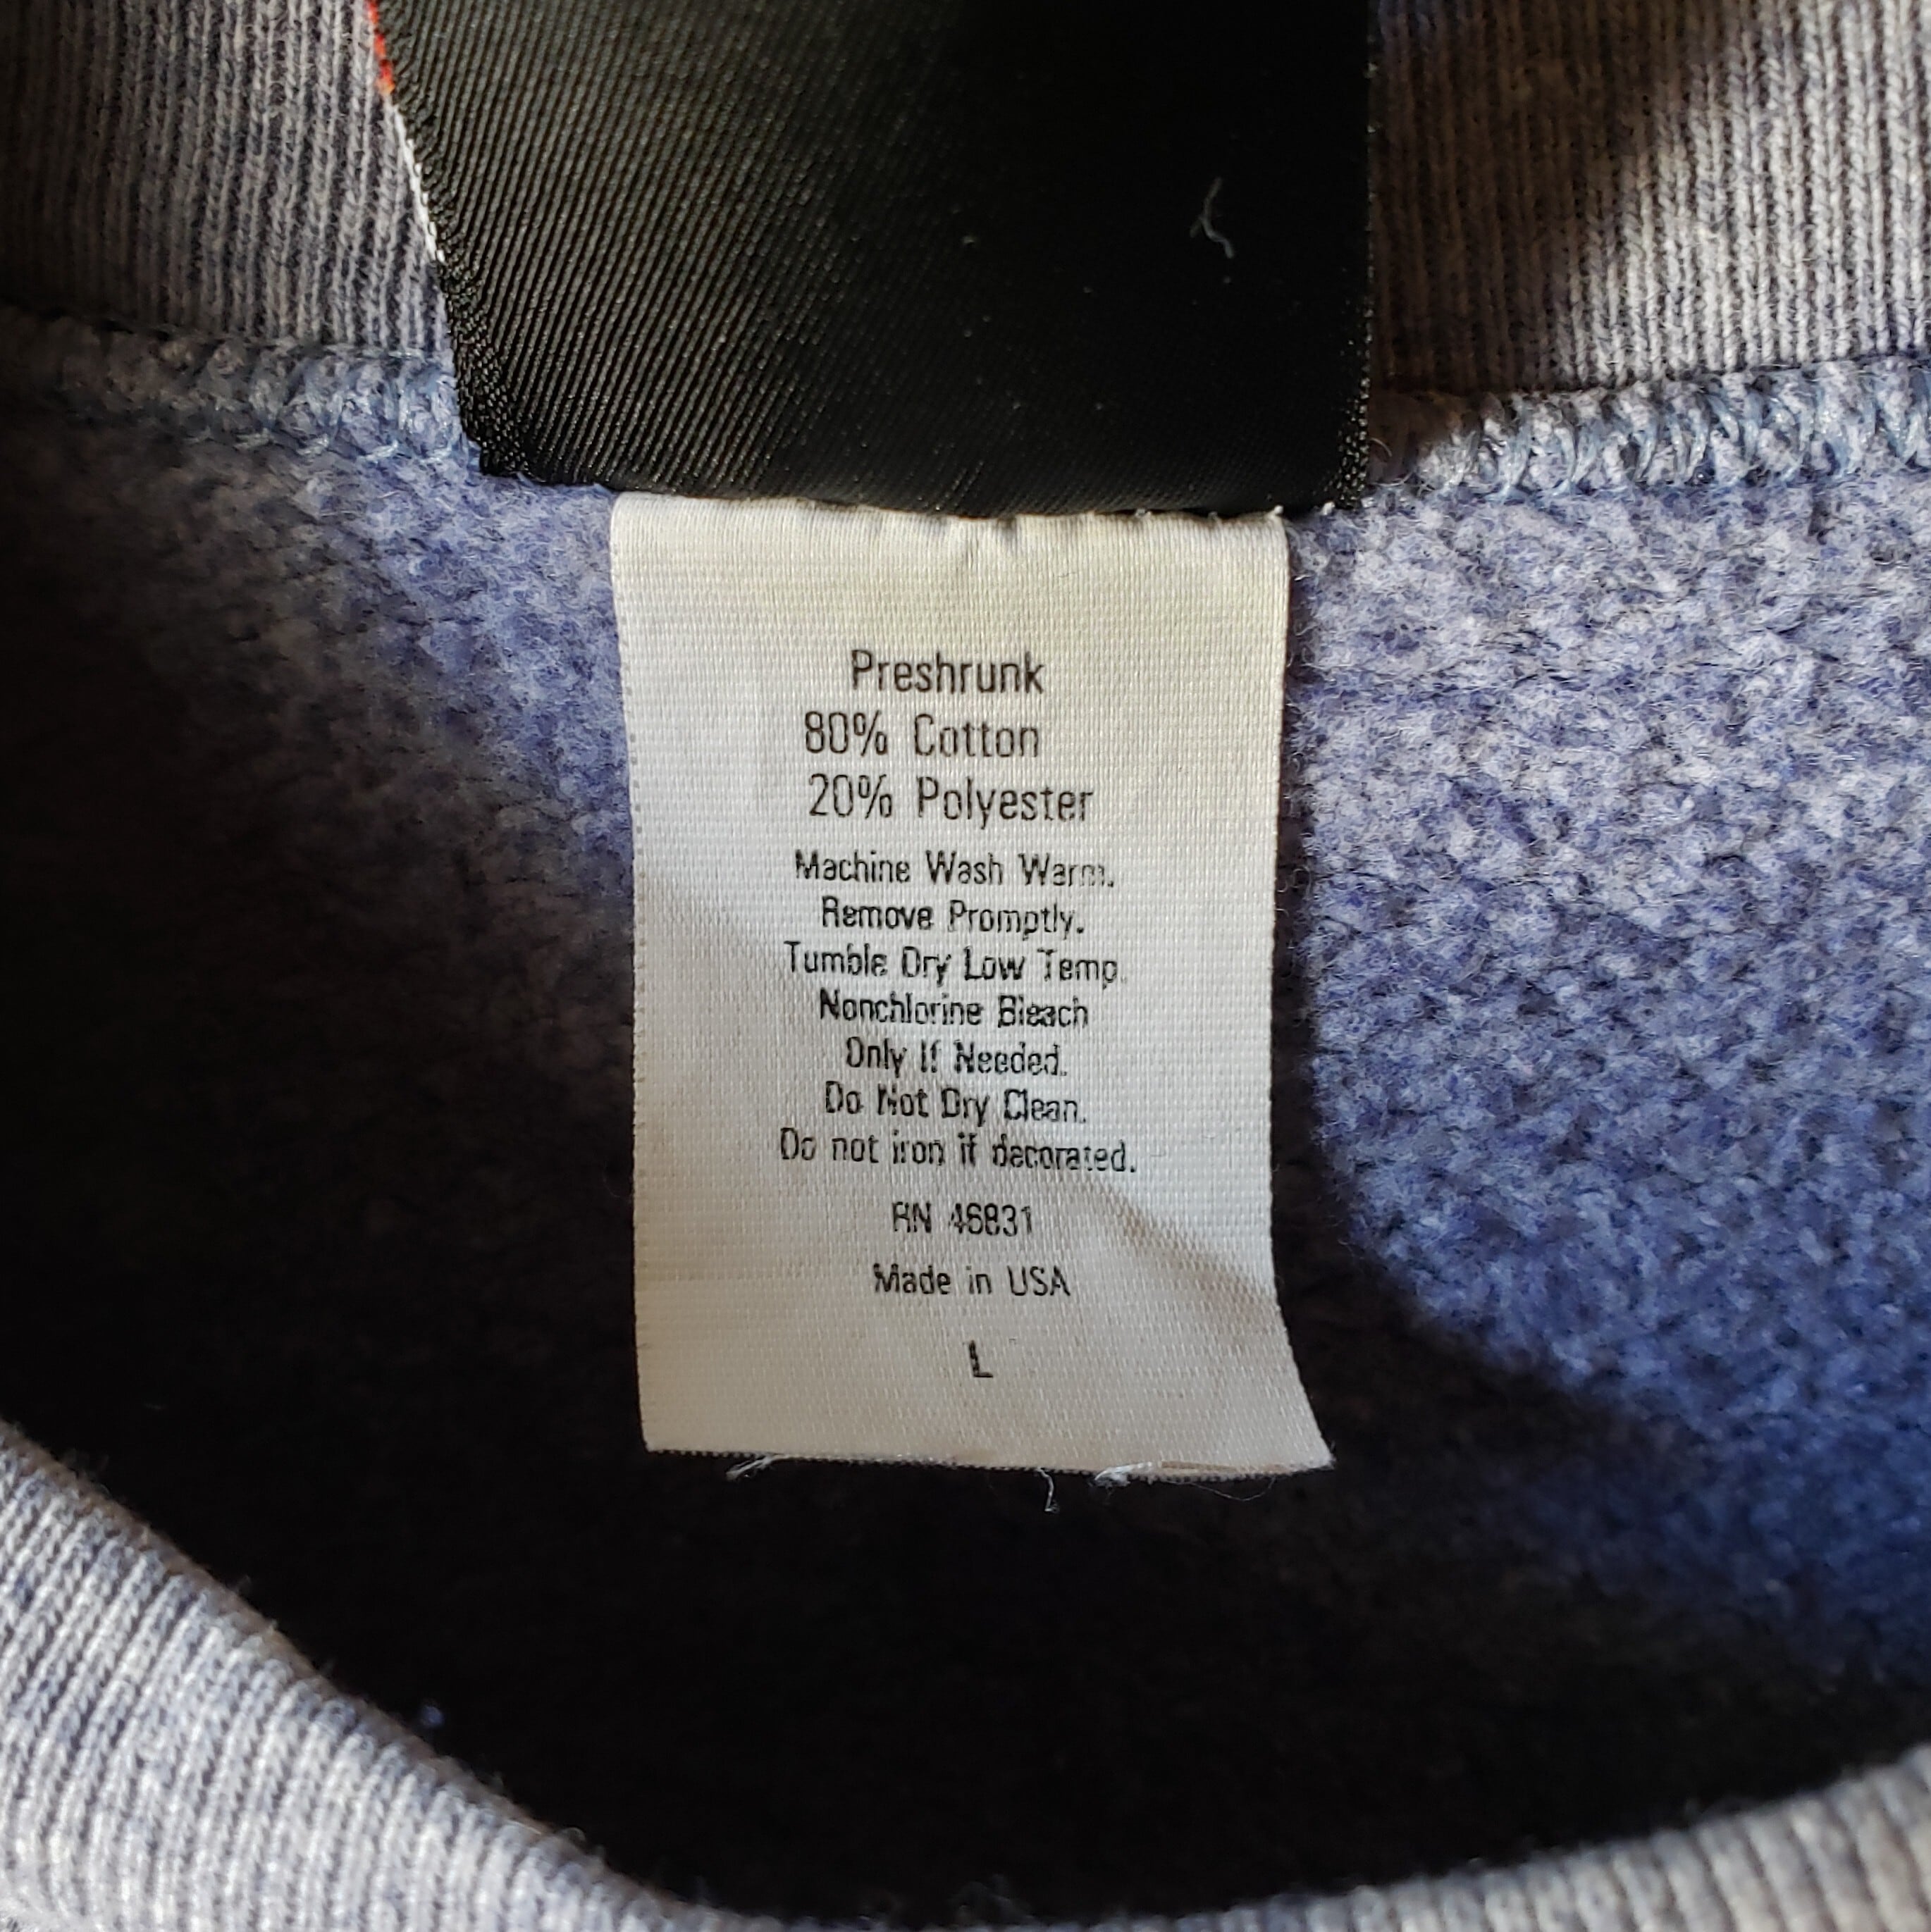 Preshrunk
80% Cotton
20% Polyester
Machine Wash Warm.
Remove Promptly.
Tumble Dry Low Temp.
Nonchlorine Bleach
Only If Needed.
Do Not Dry Clean.
Do not iron if decorated.
RN 46831
Made in USA
L